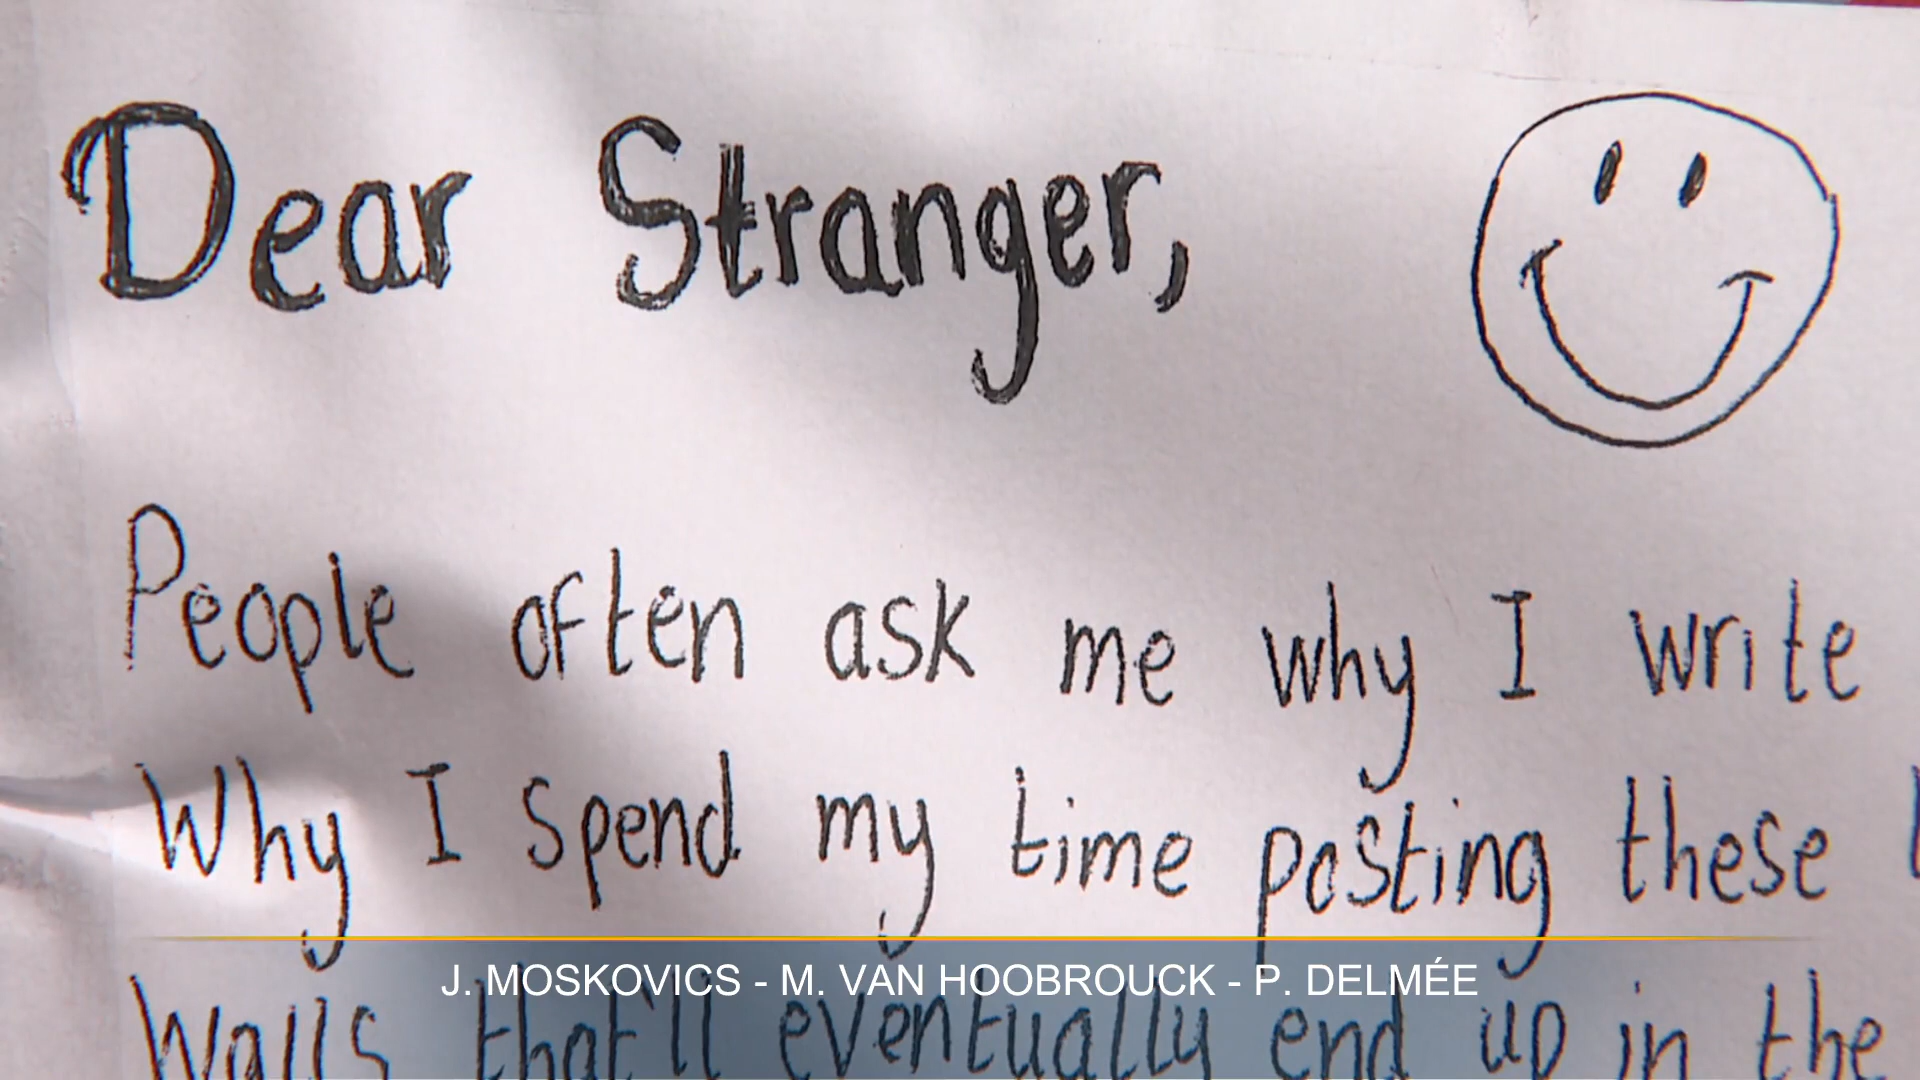 Dear Stranger,
People often ask me why I write
Why I spend my time posting these
J. MOSKOVICS - M. VAN HOOBROUCK - P. DELMÉE
Walls that'll eventually end up in the